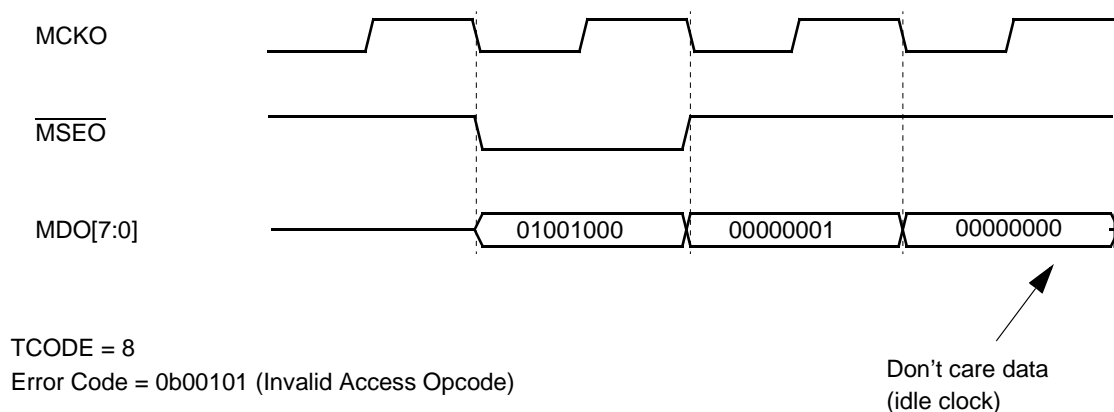 MCKO
MSEO
MDO[7:0]
01001000
00000001
00000000
TCODE = 8
Error Code = 0b00101 (Invalid Access Opcode)
Don’t care data
(idle clock)